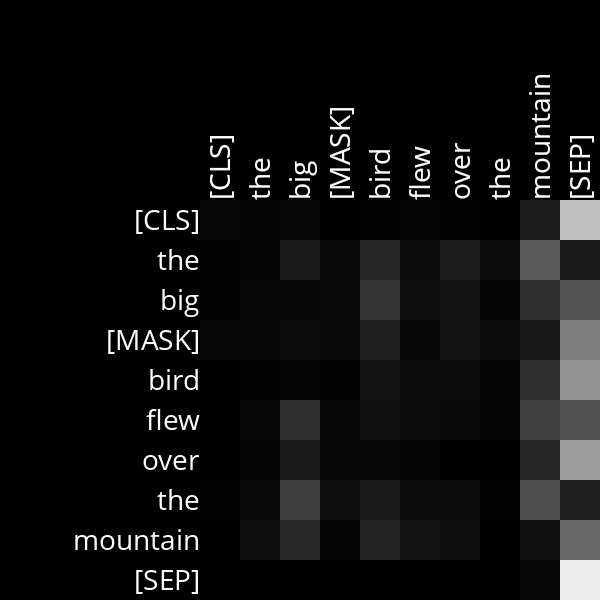 [CLS] the big [MASK] bird flew over the mountain [SEP]
[CLS]
the
big
[MASK]
bird
flew
over
the
mountain
[SEP]